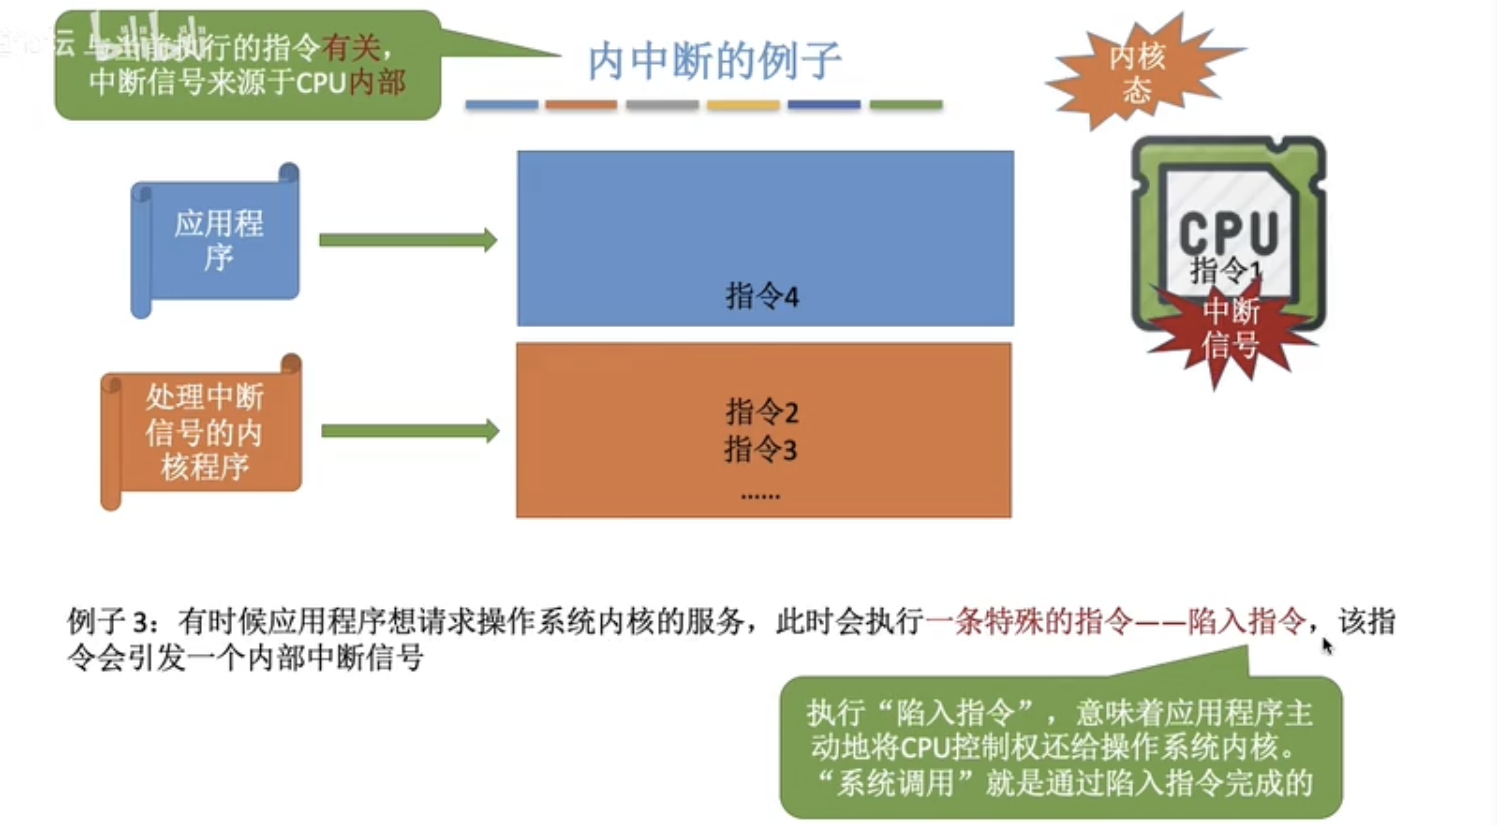 当前执行的指令有关，
中断信号来源于CPU内部
内中断的例子
内核
态
应用程
序
指令4
CPU
指令1
中断
信号
处理中断
信号的内
核程序
指令2
指令3
......
例子 3：有时候应用程序想请求操作系统内核的服务，此时会执行一条特殊的指令——陷入指令，该指
令会引发一个内部中断信号
执行“陷入指令”，意味着应用程序主
动地将CPU控制权还给操作系统内核。
“系统调用”就是通过陷入指令完成的